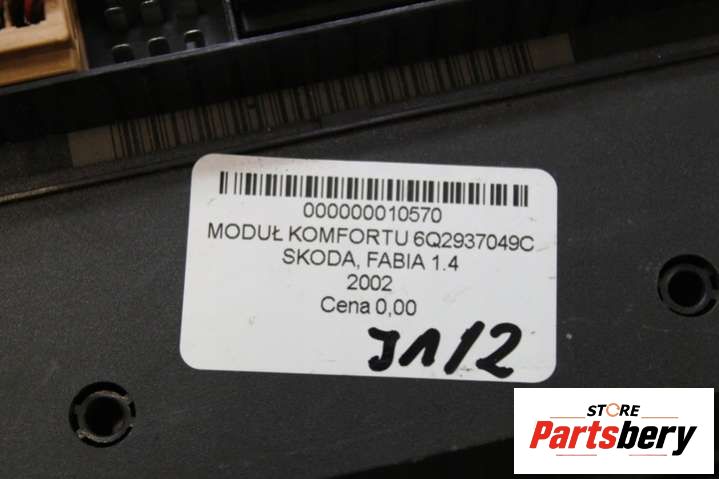 000000010570
MODUŁ KOMFORTU 6Q2937049C
SKODA, FABIA 1.4
2002
Cena 0,00
J1/2
STORE
Partsbery